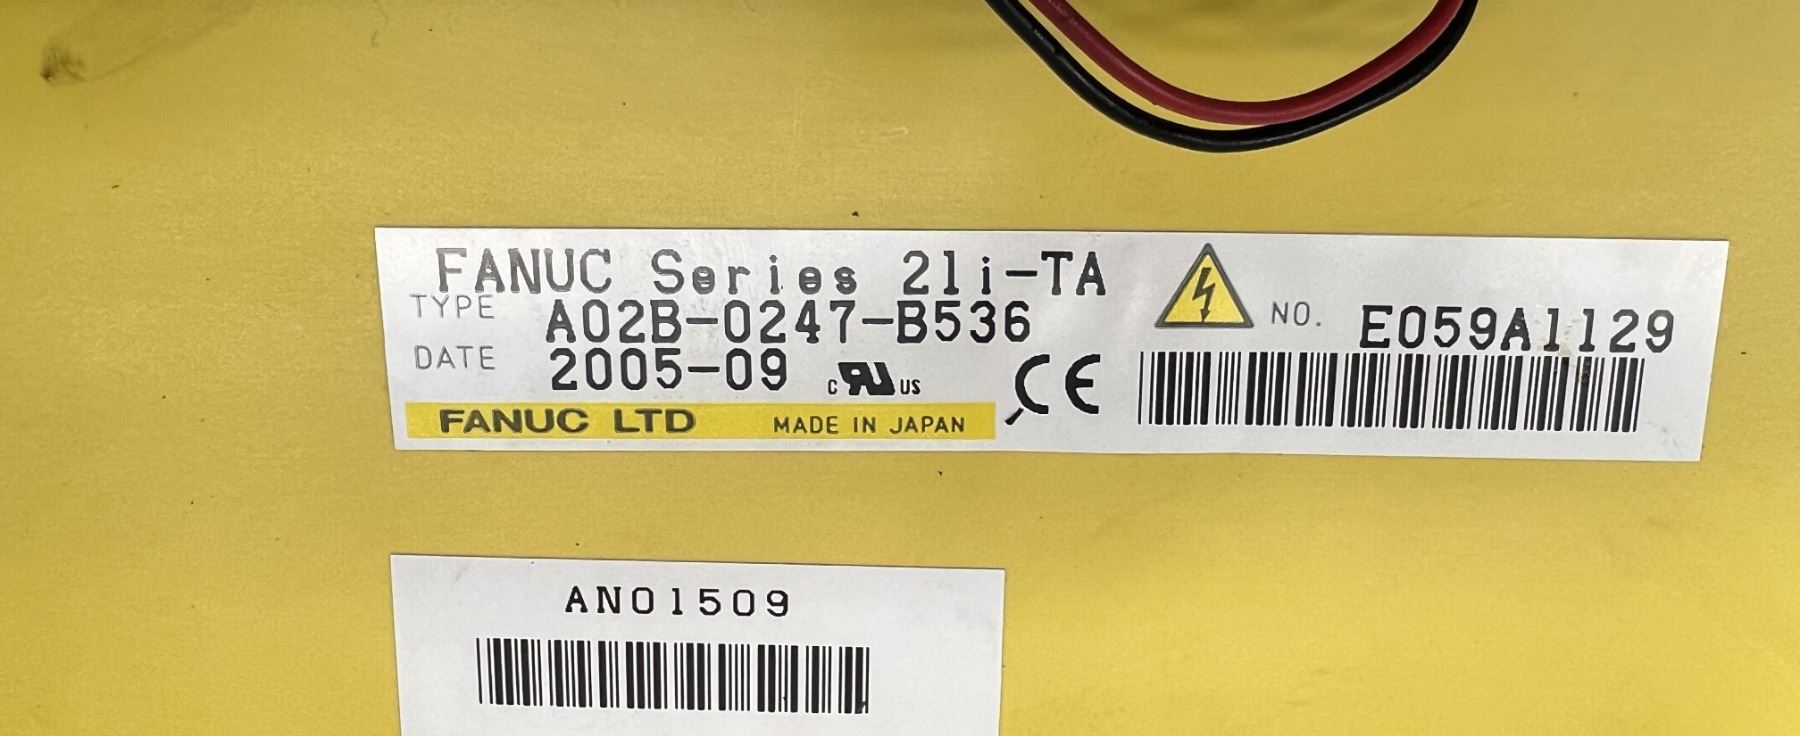 FANUC Series 21i-TA
TYPE A02B-0247-B536
DATE 2005-09
c RU US
CE
FANUC LTD MADE IN JAPAN
NO. E059A1129
AN01509